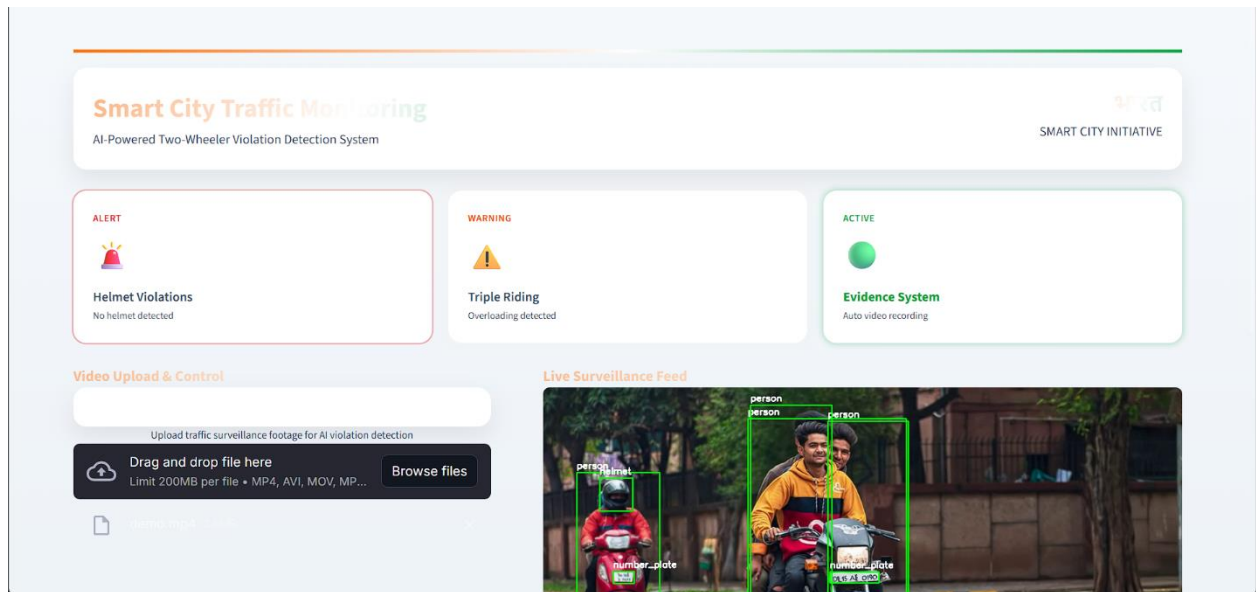 Smart City Traffic Monitoring
भारत
AI-Powered Two-Wheeler Violation Detection System
SMART CITY INITIATIVE
ALERT
Helmet Violations
No helmet detected
WARNING
Triple Riding
Overloading detected
ACTIVE
Evidence System
Auto video recording
Video Upload & Control
Upload traffic surveillance footage for AI violation detection
Drag and drop file here
Limit 200MB per file • MP4, AVI, MOV, MP...
Browse files
demo.mp4
Live Surveillance Feed
person
person
person
person
helmet
number_plate
number_plate